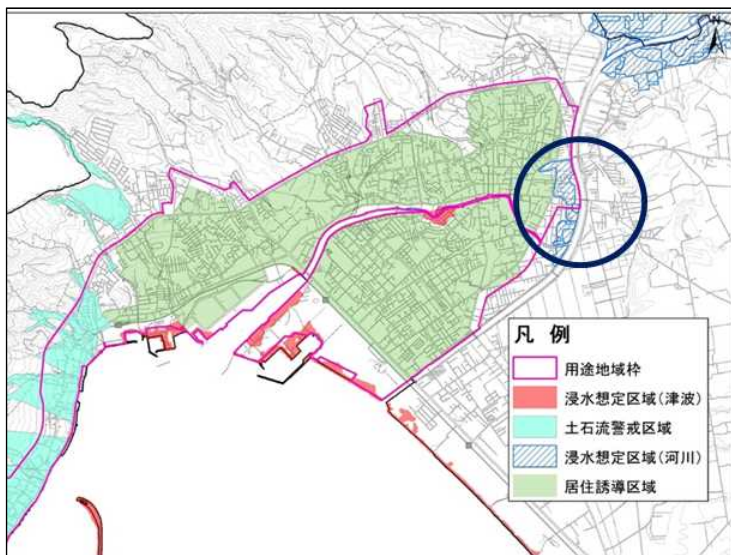 N
凡 例
用途地域枠
浸水想定区域(津波)
土石流警戒区域
浸水想定区域(河川)
居住誘導区域